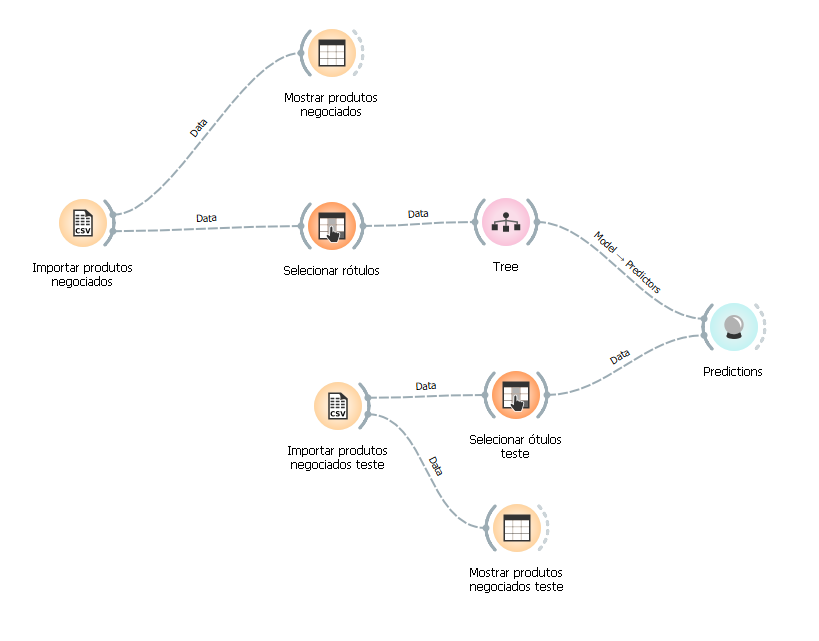 Mostrar produtos
negociados
Data
CSV
Importar produtos
negociados
Data
Selecionar rótulos
Data
Tree
Model → Predictors
Predictions
Data
CSV
Importar produtos
negociados teste
Data
Selecionar ótulos
teste
Data
Mostrar produtos
negociados teste